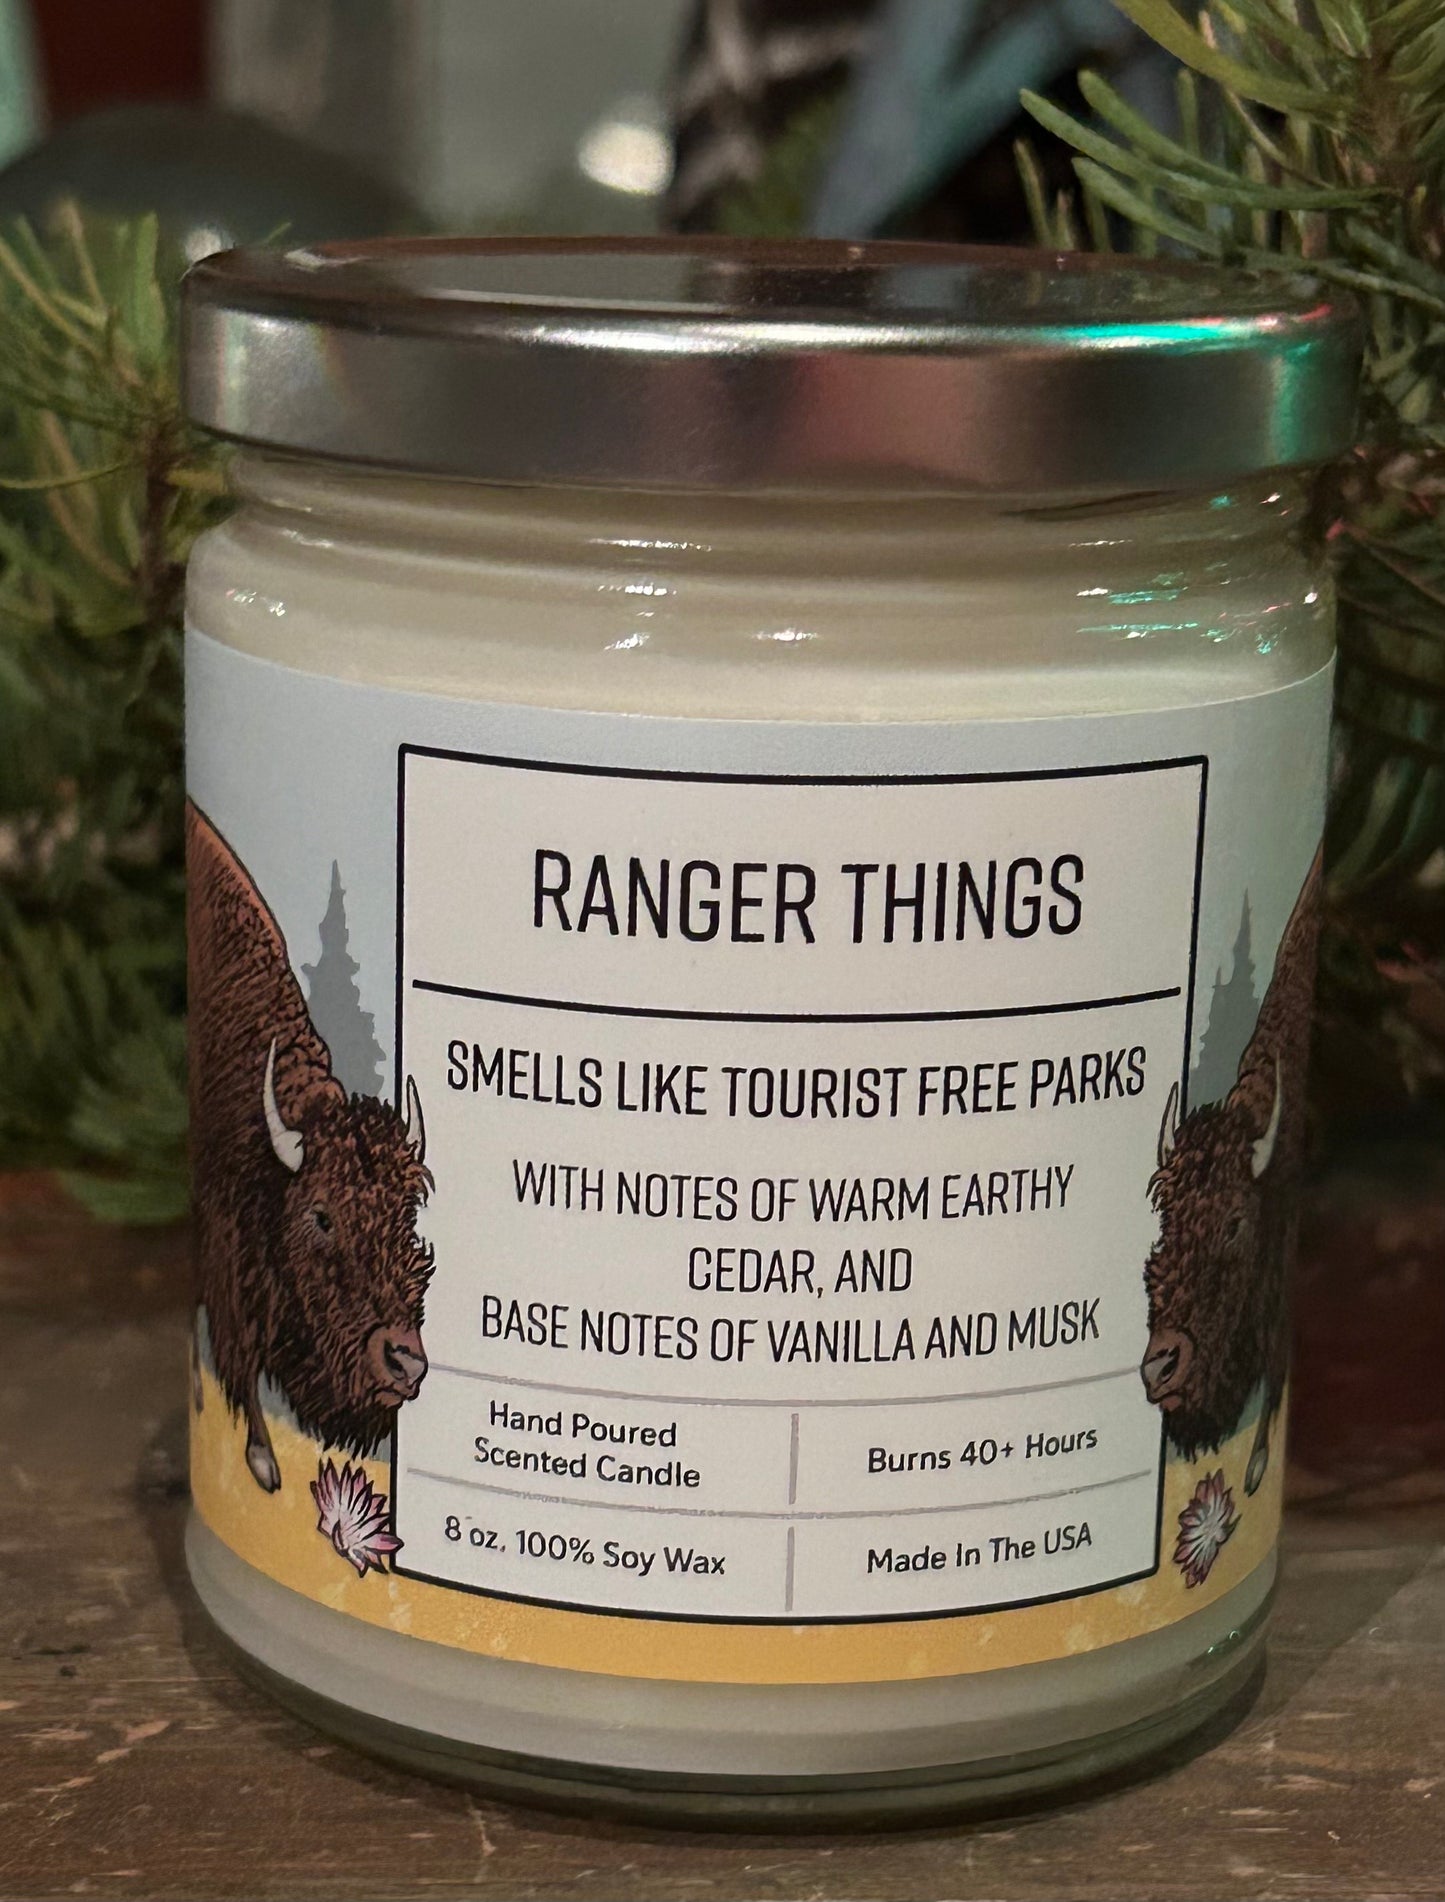 RANGER THINGS
SMELLS LIKE TOURIST FREE PARKS
WITH NOTES OF WARM EARTHY
CEDAR, AND
BASE NOTES OF VANILLA AND MUSK
Hand Poured
Scented Candle
Burns 40+ Hours
8 oz, 100% Soy Wax
Made In The USA